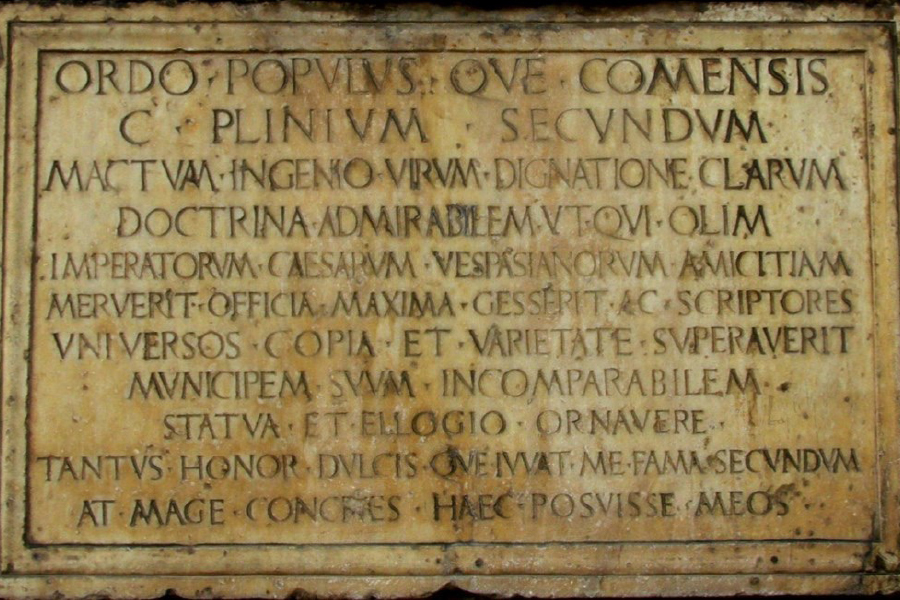 ORDO · POPVLVS · QVE · COMENSIS
C · PLINIVM · SECVNDVM
MACTVM · INGENIO · VIRVM · DIGNATIONE · CLARVM
DOCTRINA · ADMIRABILEM · VT · QVI · OLIM
IMPERATORVM · CAESARVM · VESPASIANORVM · AMICITIAM
MERVERIT · OFFICIA · MAXIMA · GESSERIT · AC · SCRIPTORES
VNIVERSOS · COPIA · ET · VARIETATE · SVPERAVERIT
MVNICIPEM · SVVM · INCOMPARABILEM
STATVA · ET ELLOGIO · ORNAVERE ·
TANTVS · HONOR · DVLCIS · QVE IVVAT · ME · FAMA · SECVNDVM
AT · MAGE · CONCIVES · HAEC · POSVISSE · MEOS ·